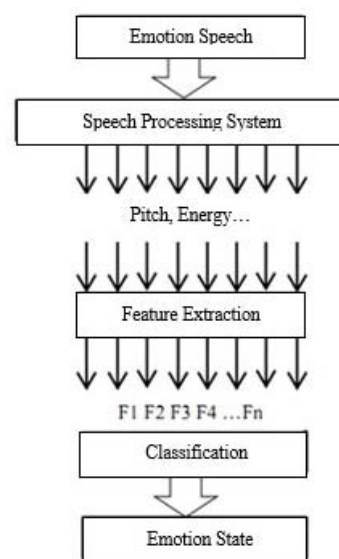 Emotion Speech
Speech Processing System
Pitch, Energy...
Feature Extraction
F1 F2 F3 F4 ...Fn
Classification
Emotion State